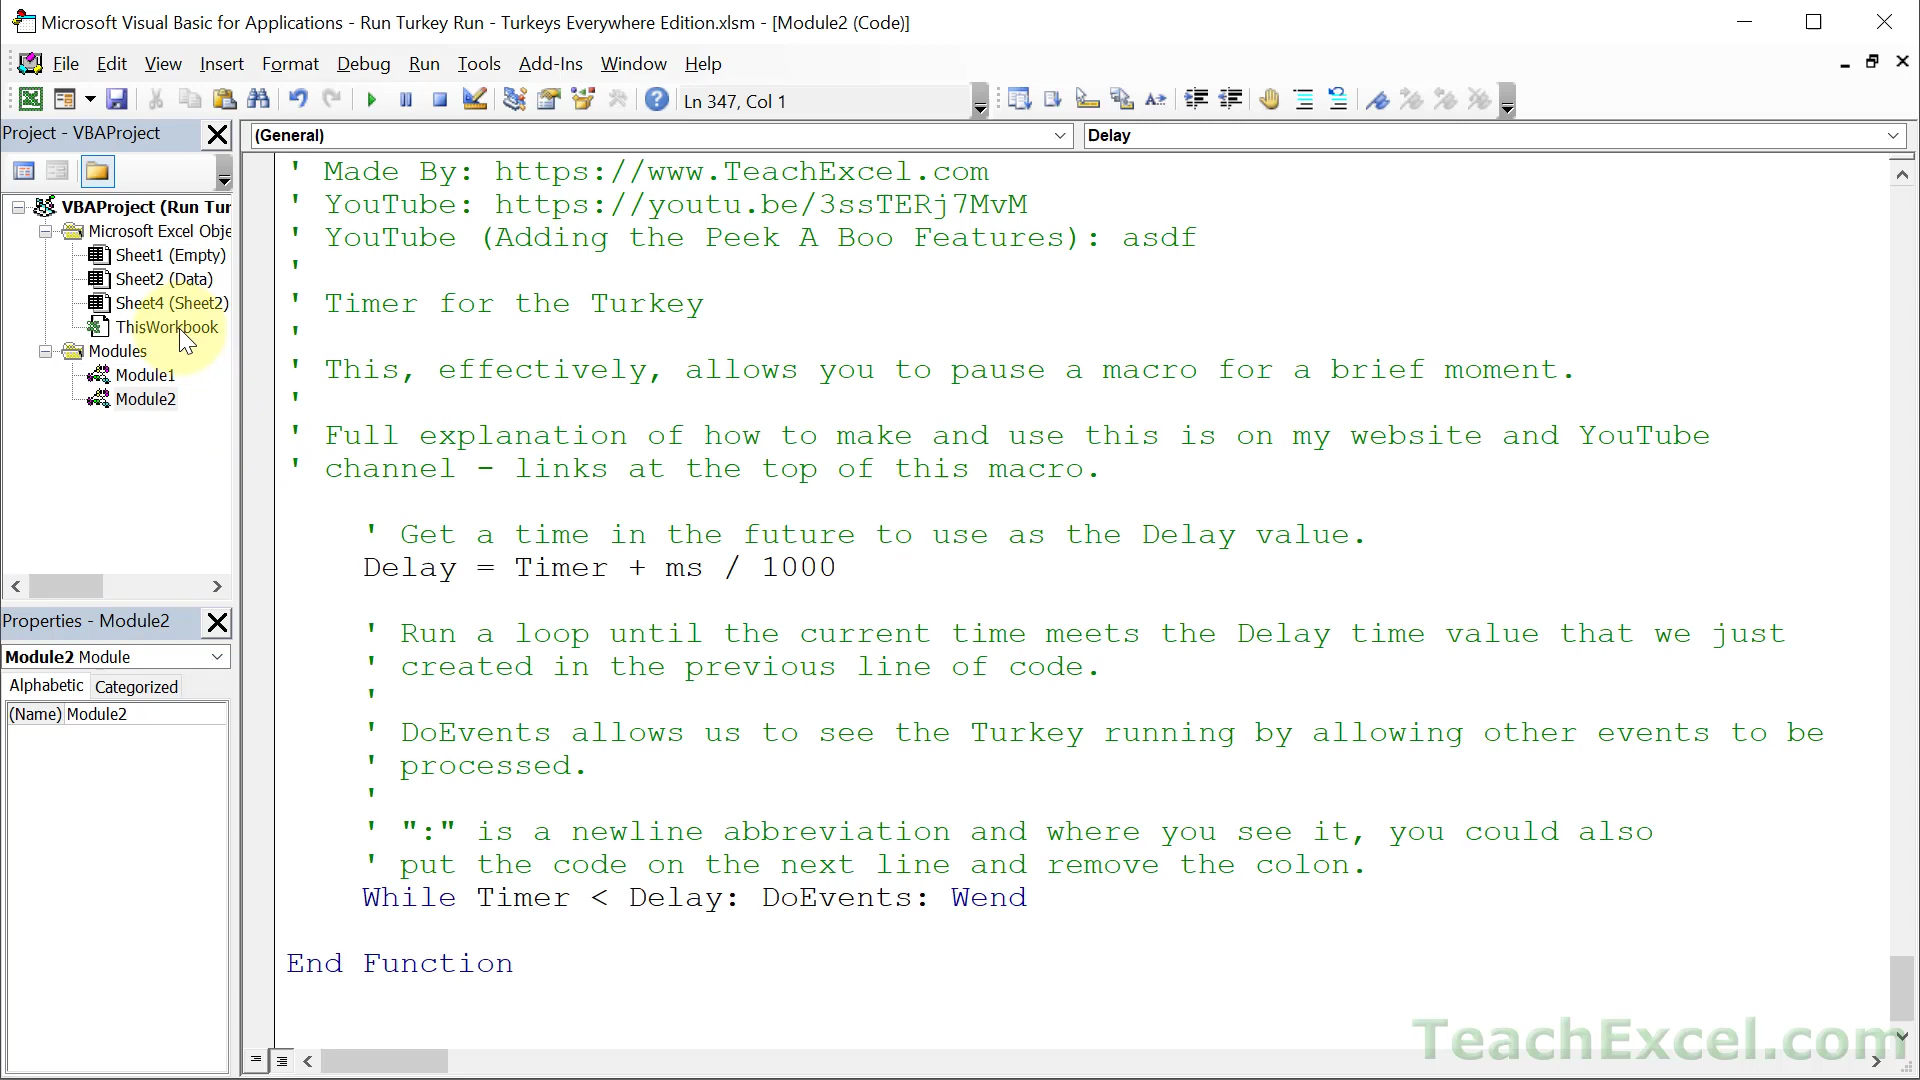 Microsoft Visual Basic for Applications - Run Turkey Run - Turkeys Everywhere Edition.xlsm - [Module2 (Code)]
File Edit View Insert Format Debug Run Tools Add-Ins Window Help
Ln 347, Col 1
Project - VBAProject
(General)
Delay
VBAProject (Run Tur
Microsoft Excel Obje
Sheet1 (Empty)
Sheet2 (Data)
Sheet4 (Sheet2)
ThisWorkbook
Modules
Module1
Module2
Properties - Module2
Module2 Module
Alphabetic Categorized
(Name) Module2
' Made By: https://www.TeachExcel.com
' YouTube: https://youtu.be/3ssTERj7MvM
' YouTube (Adding the Peek A Boo Features): asdf
'
' Timer for the Turkey
'
' This, effectively, allows you to pause a macro for a brief moment.
'
' Full explanation of how to make and use this is on my website and YouTube
' channel - links at the top of this macro.
' Get a time in the future to use as the Delay value.
Delay = Timer + ms / 1000
' Run a loop until the current time meets the Delay time value that we just
' created in the previous line of code.
'
' DoEvents allows us to see the Turkey running by allowing other events to be
' processed.
'
' ":" is a newline abbreviation and where you see it, you could also
' put the code on the next line and remove the colon.
While Timer < Delay: DoEvents: Wend
End Function
TeachExcel.com